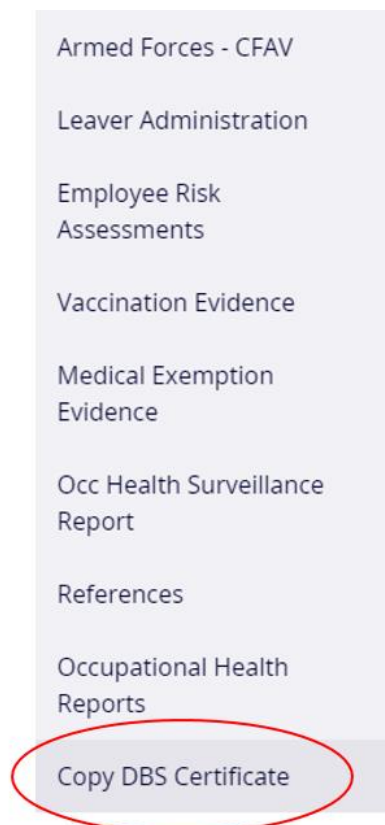 Armed Forces - CFAV
Leaver Administration
Employee Risk
Assessments
Vaccination Evidence
Medical Exemption
Evidence
Occ Health Surveillance
Report
References
Occupational Health
Reports
Copy DBS Certificate